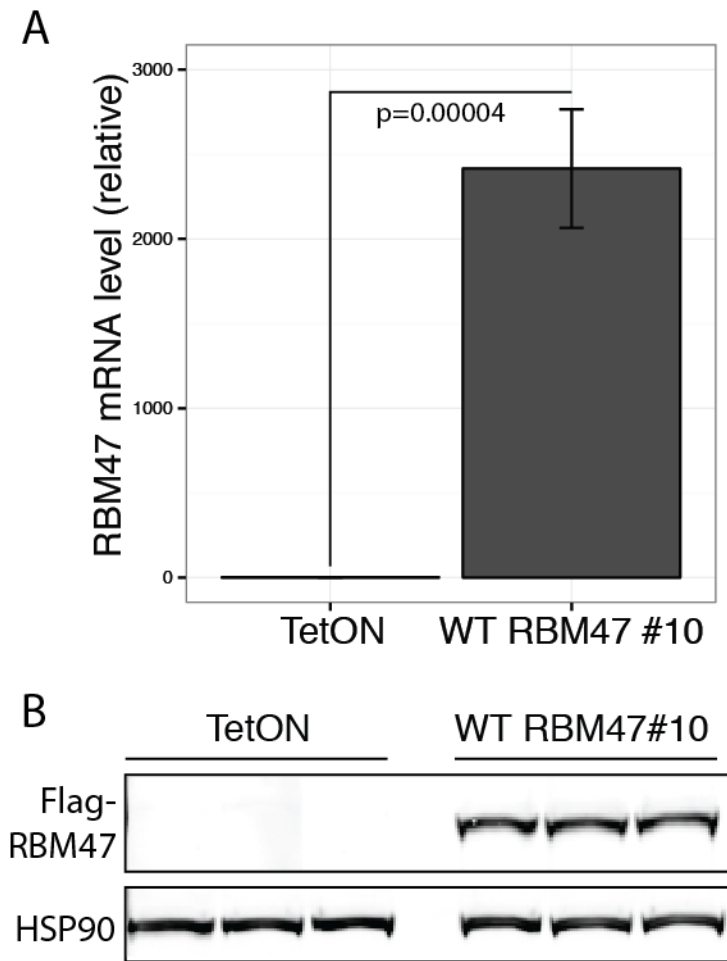 A
RBM47 mRNA level (relative)
3000
2000
1000
0
p=0.00004
TetON WT RBM47 #10
B
TetON WT RBM47#10
Flag-
RBM47
HSP90